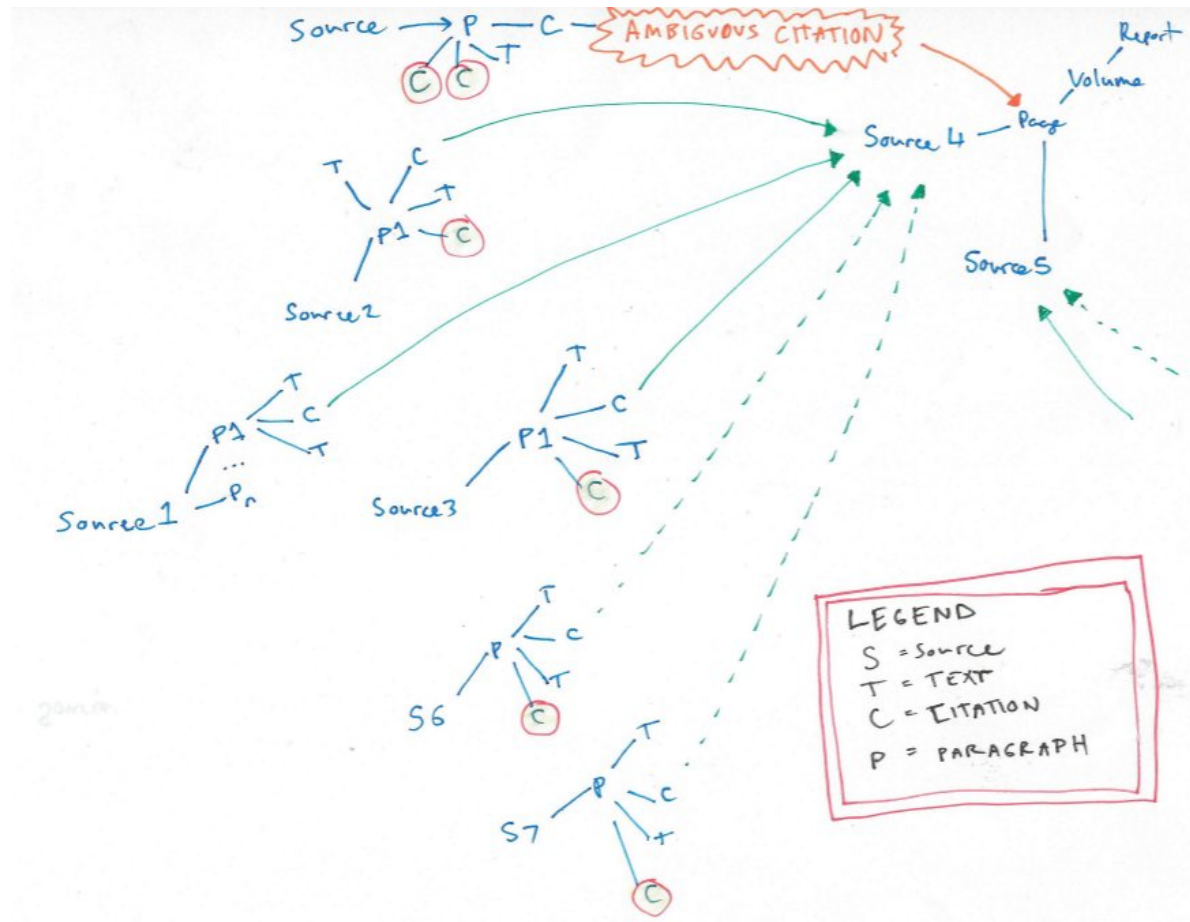 Source P C AMBIGUOUS CITATION
C C T
Report
Volume
Page
Source 4
T C
T
P1 C
Source 2
Source 5
T
C
P1
T
...
Pn
Source 1
T
C
P1
T
C
Source 3
T
C
P
T
C
S6
T
P
C
T
C
S7
LEGEND
S = Source
T = TEXT
C = CITATION
P = PARAGRAPH